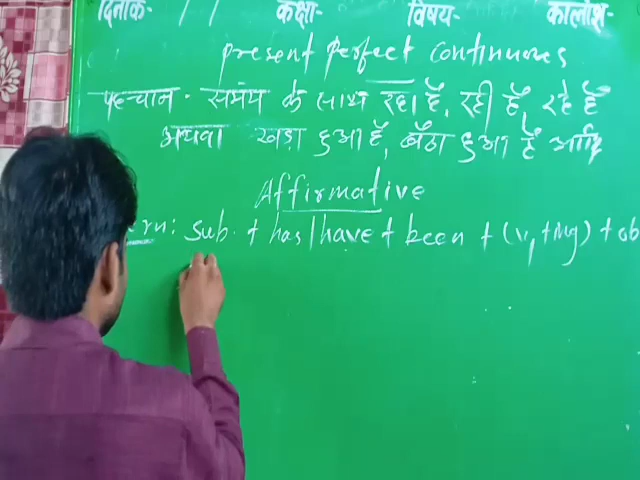 दिनांक- / / कक्षा- विषय- कालांश-
present perfect continuous
पहचान - समय के साथ रहा है, रही है, रहे हैं
अथवा खड़ा हुआ है, बैठा हुआ है आदि
Affirmative
rn: sub. + has/have + been + (v1 + ing) + ob